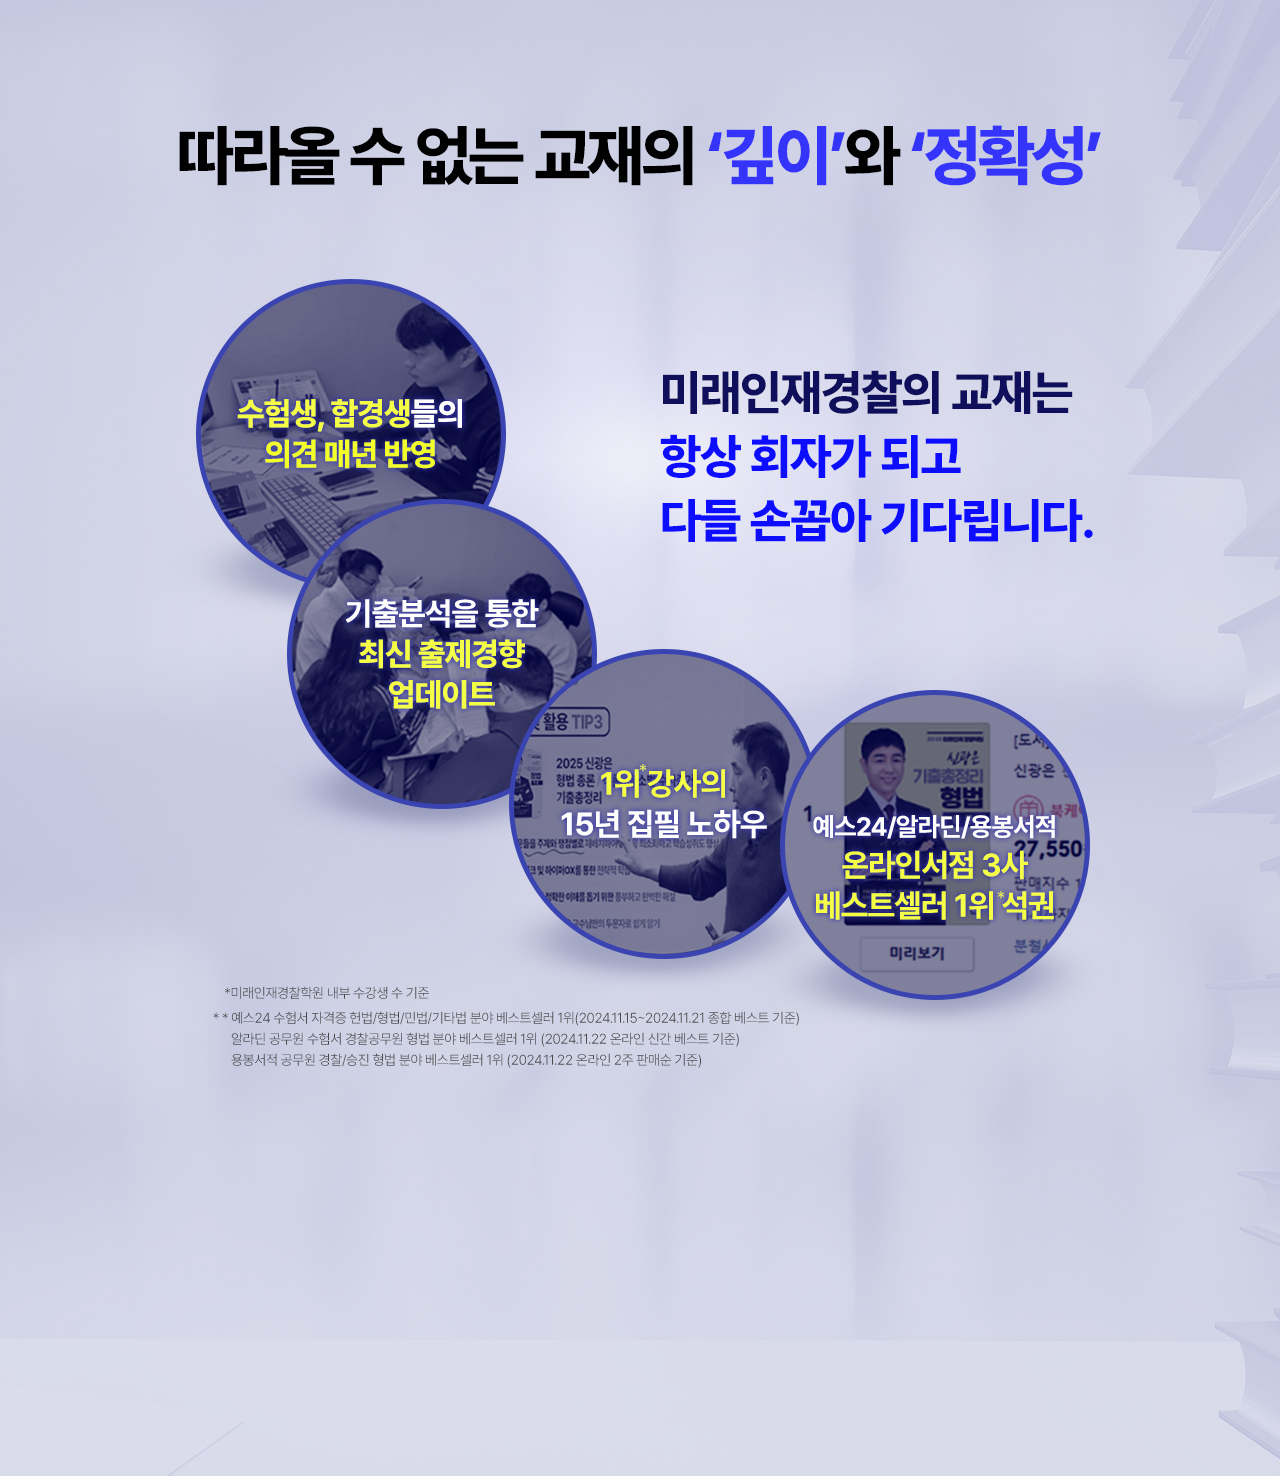 따라올 수 없는 교재의 ‘깊이’와 ‘정확성’
미래인재경찰의 교재는
항상 회자가 되고
다들 손꼽아 기다립니다.
수험생, 합경생들의
의견 매년 반영
기출분석을 통한
최신 출제경향
업데이트
활용 TIP3
2025 신광은
형법 총론
기출총정리
1위*강사의
15년 집필 노하우
신광은
기출총정리
형법
1
[도서]
신광은
북케
27,550
예스24/알라딘/용봉서적
온라인서점 3사
베스트셀러 1위*석권
판매지수 1
미리보기
*미래인재경찰학원 내부 수강생 수 기준
* * 예스24 수험서 자격증 헌법/형법/민법/기타법 분야 베스트셀러 1위(2024.11.15~2024.11.21 종합 베스트 기준)
알라딘 공무원 수험서 경찰공무원 형법 분야 베스트셀러 1위 (2024.11.22 온라인 신간 베스트 기준)
용봉서적 공무원 경찰/승진 형법 분야 베스트셀러 1위 (2024.11.22 온라인 2주 판매순 기준)